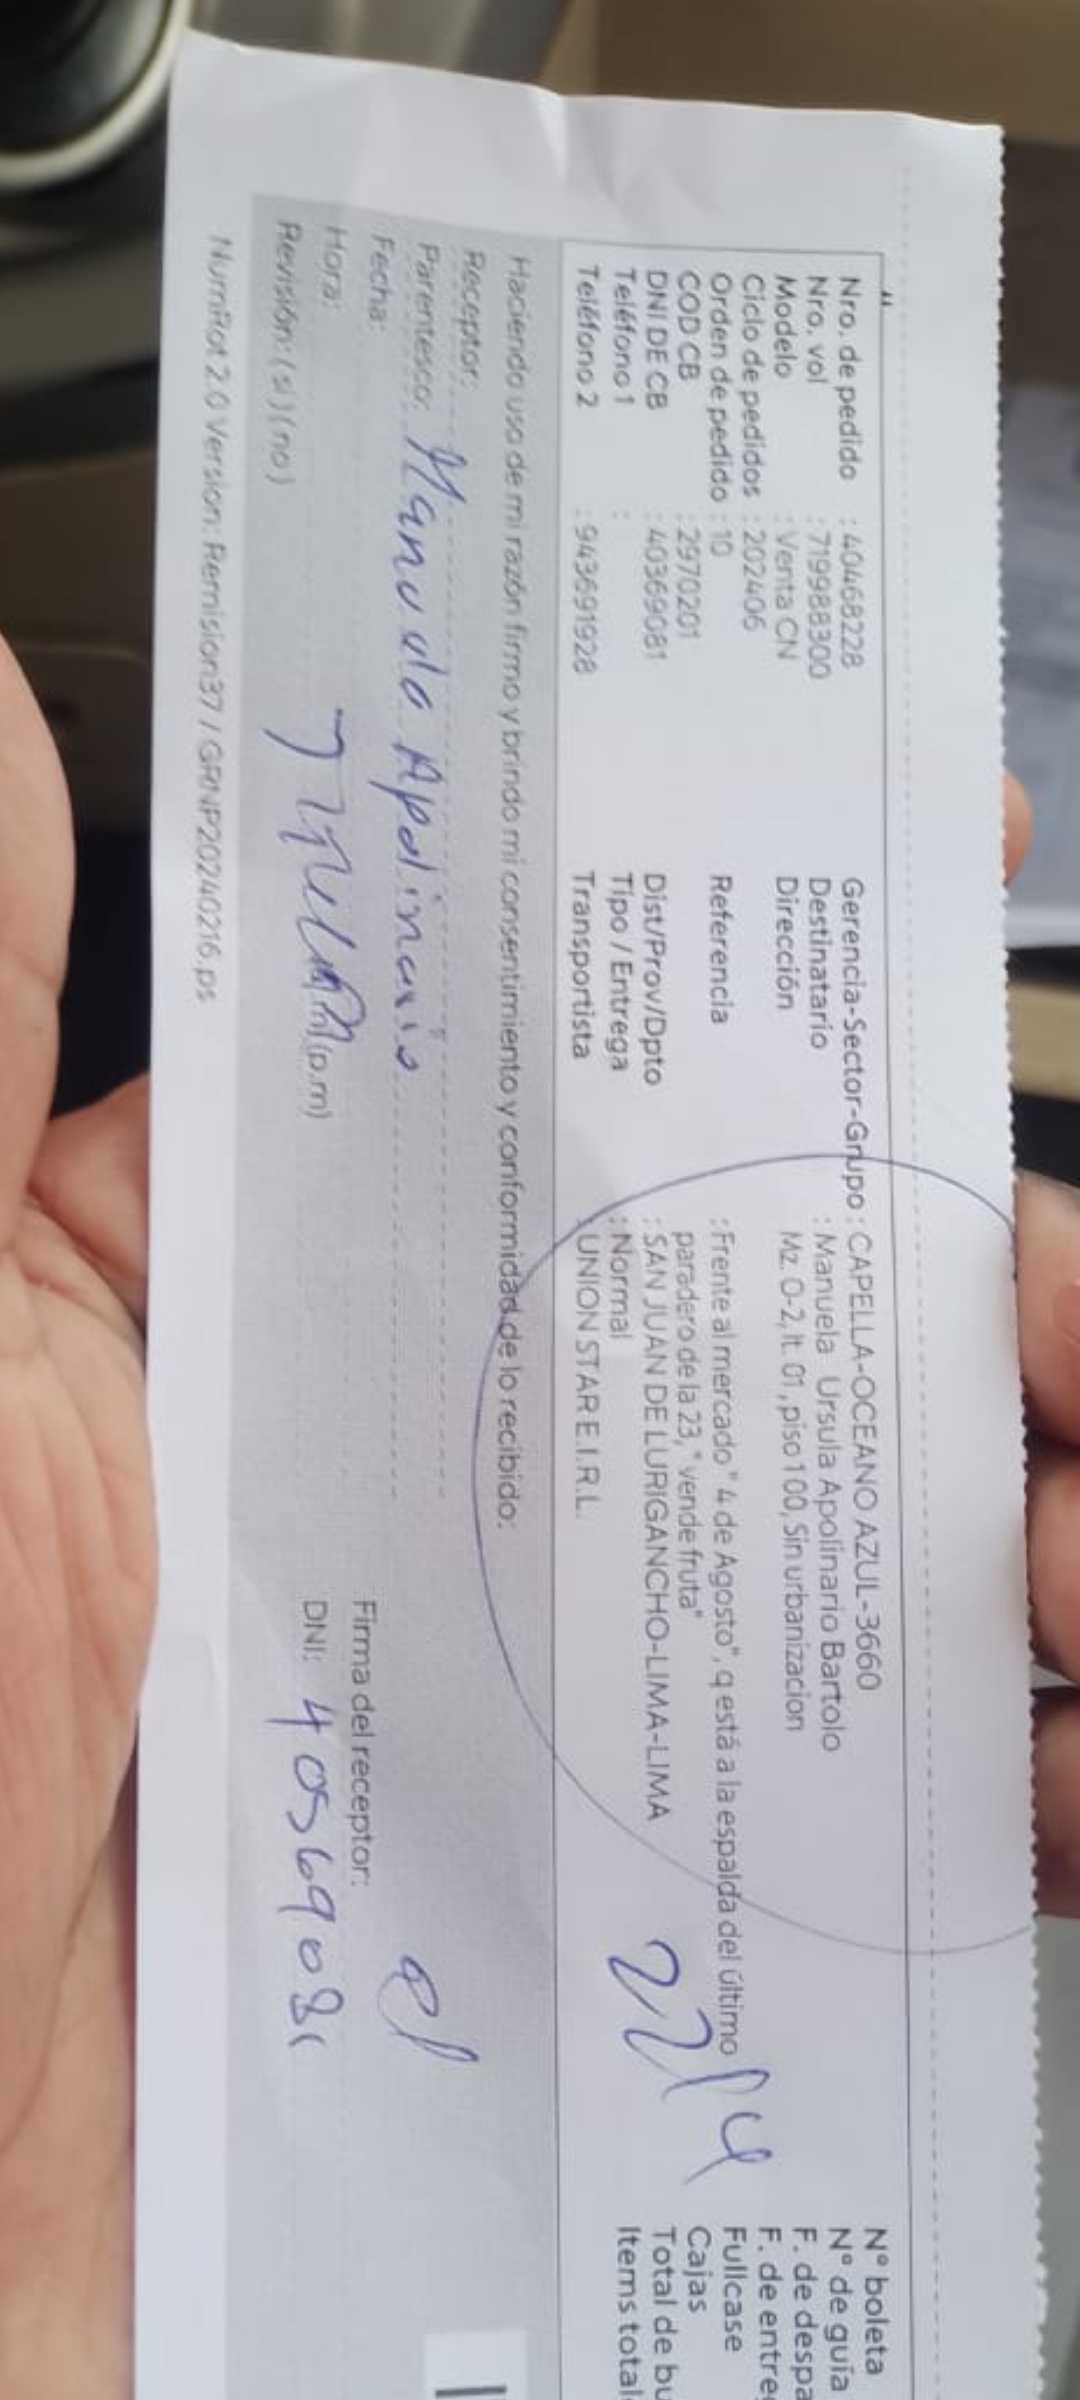 Nro. de pedido : 40468228
Nro. vol : 719988300
Modelo : Venta CN
Ciclo de pedidos : 202406
Orden de pedido : 10
COD CB : 2970201
DNI DE CB : 40369081
Teléfono 1 :
Teléfono 2 : 943691928
Gerencia-Sector-Grupo : CAPELLA-OCEANO AZUL-3660
Destinatario : Manuela Ursula Apolinario Bartolo
Dirección Mz. O-2, lt. 01, piso 100, Sin urbanizacion
Referencia : Frente al mercado " 4 de Agosto", q está a la espalda del último
paradero de la 23, " vende fruta"
Dist/Prov/Dpto : SAN JUAN DE LURIGANCHO-LIMA-LIMA
Tipo / Entrega : Normal
Transportista : UNION STAR E.I.R.L.
N° boleta
N° de guia
F. de despa
F. de entre
Fullcase
Cajas
Total de bu
Items total
Haciendo uso de mi razón firmo y brindo mi consentimiento y conformidad de lo recibido:
Receptor:
Parentesco: Manuela Apolinario
Fecha:
Hora: (p.m)
Revisión: (si) (no)
Firma del receptor:
DNI: 40569081
NumRot 2.0 Version: Remision37 / GRNP20240216.ps